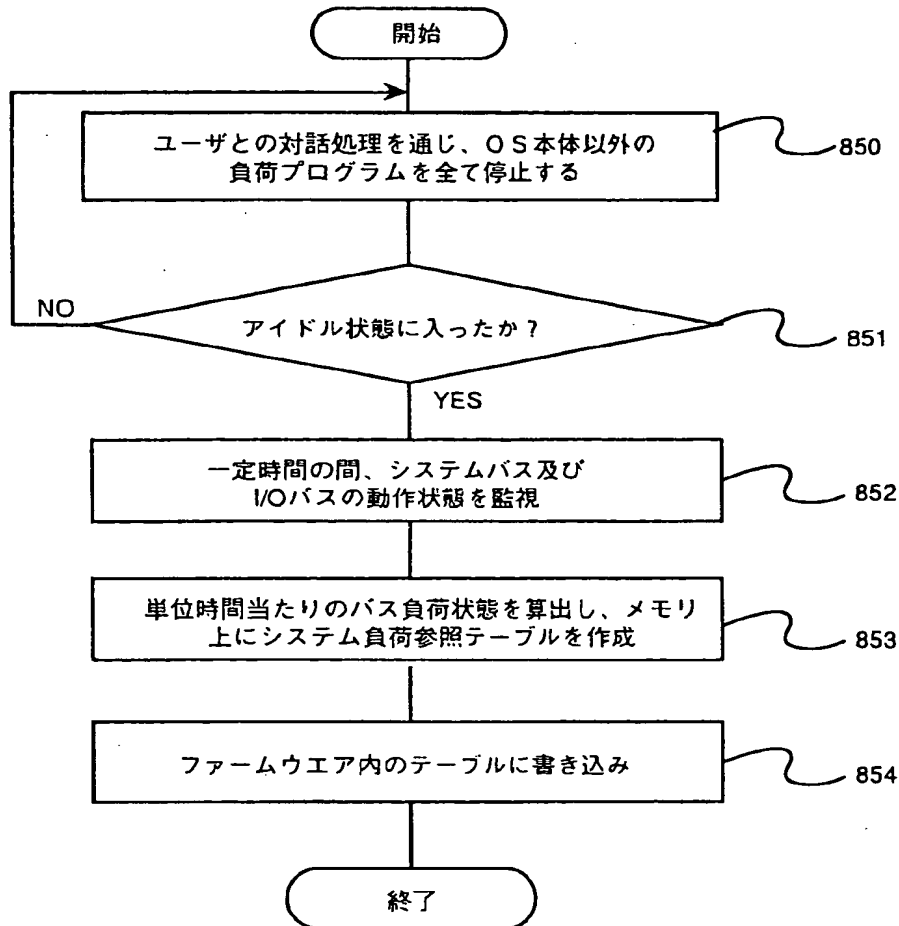 開始
ユーザとの対話処理を通じ、OS本体以外の
負荷プログラムを全て停止する
850
アイドル状態に入ったか？
NO
851
YES
一定時間の間、システムバス及び
I/Oバスの動作状態を監視
852
単位時間当たりのバス負荷状態を算出し、メモリ
上にシステム負荷参照テーブルを作成
853
ファームウエア内のテーブルに書き込み
854
終了